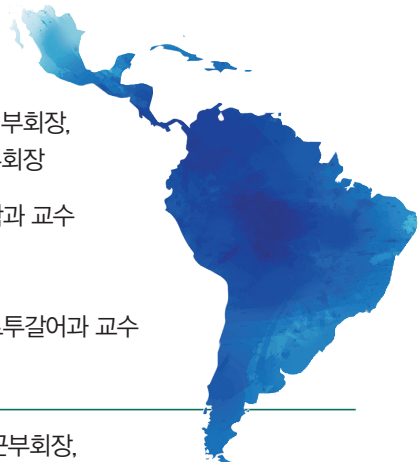 부회장,
회장
과 교수
투갈어과 교수
부회장,